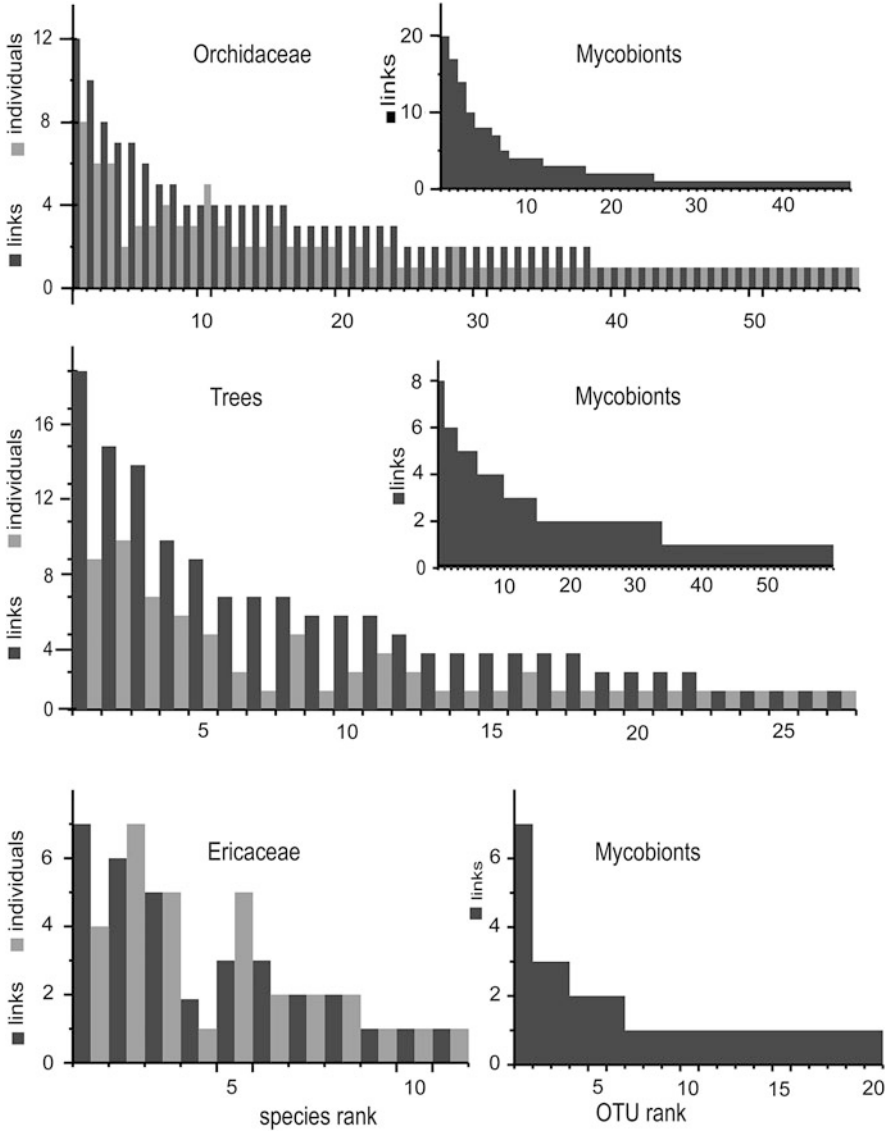 Orchidaceae
links individuals
12
8
4
0
10 20 30 40 50
Mycobionts
links
20
10
0
10 20 30 40
Trees
links individuals
16
12
8
4
0
5 10 15 20 25
Mycobionts
links
8
6
4
2
0
10 20 30 40 50
Ericaceae
links individuals
6
4
2
0
5 10
species rank
Mycobionts
links
6
4
2
0
5 10 15 20
OTU rank